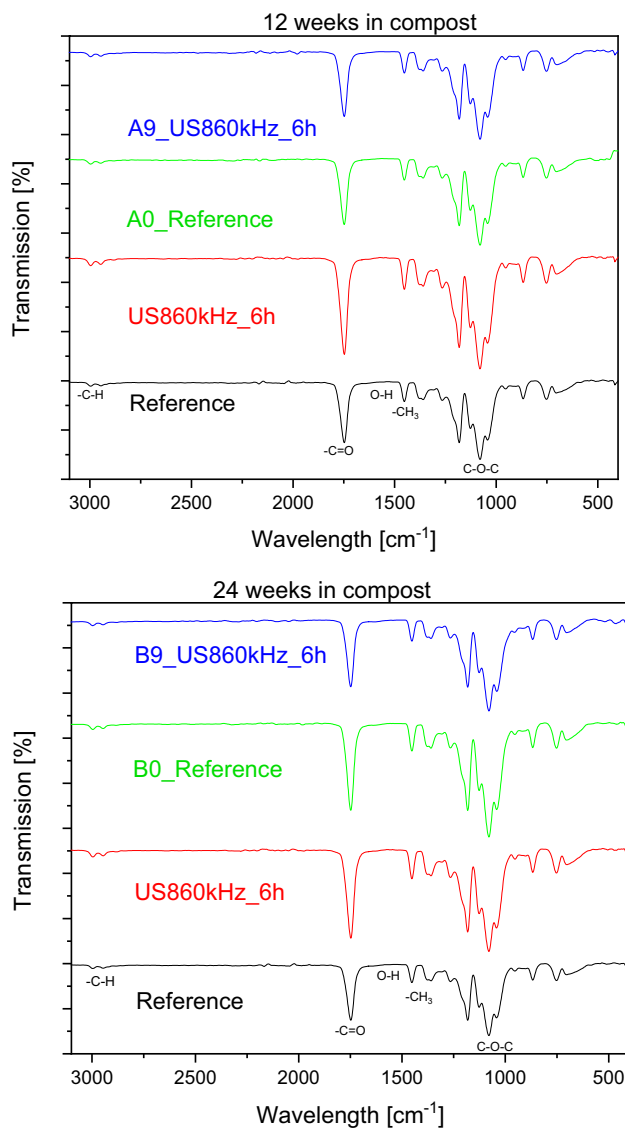 12 weeks in compost
A9_US860kHz_6h
A0_Reference
US860kHz_6h
Reference
-C-H
-C=O
O-H
-CH₃
C-O-C
Transmission [%]
3000 2500 2000 1500 1000 500
Wavelength [cm⁻¹]
24 weeks in compost
B9_US860kHz_6h
B0_Reference
US860kHz_6h
Reference
-C-H
-C=O
O-H
-CH₃
C-O-C
Transmission [%]
3000 2500 2000 1500 1000 500
Wavelength [cm⁻¹]